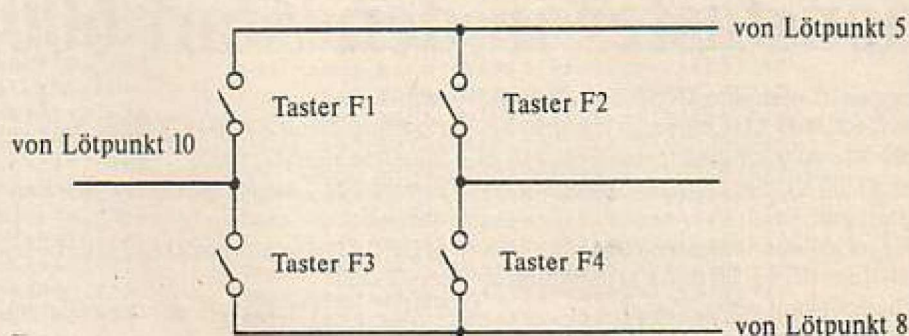 von Lötpunkt 5
Taster F1
Taster F2
von Lötpunkt 10
Taster F3
Taster F4
von Lötpunkt 8